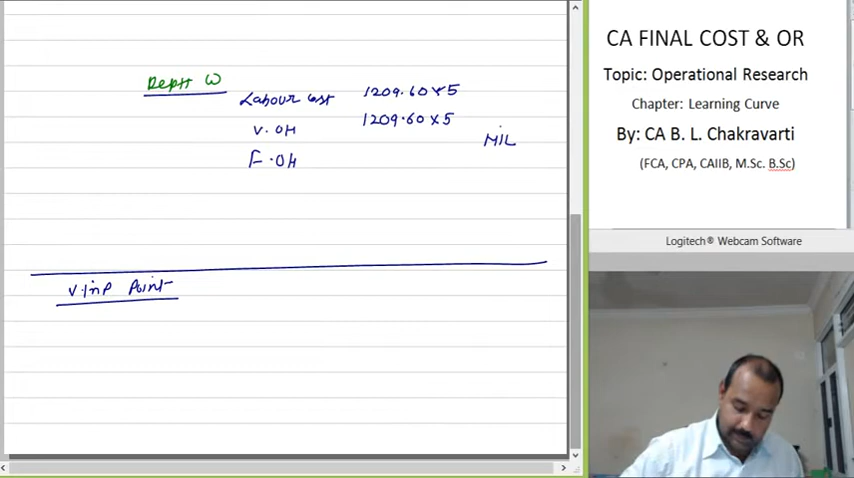 Deptt W
Labour cost 1209.60 x 5
V. OH 1209.60 x 5
NIL
F. OH
V. Imp Point
CA FINAL COST & OR
Topic: Operational Research
Chapter: Learning Curve
By: CA B. L. Chakravarti
(FCA, CPA, CAIIB, M.Sc. B.Sc)
Logitech® Webcam Software